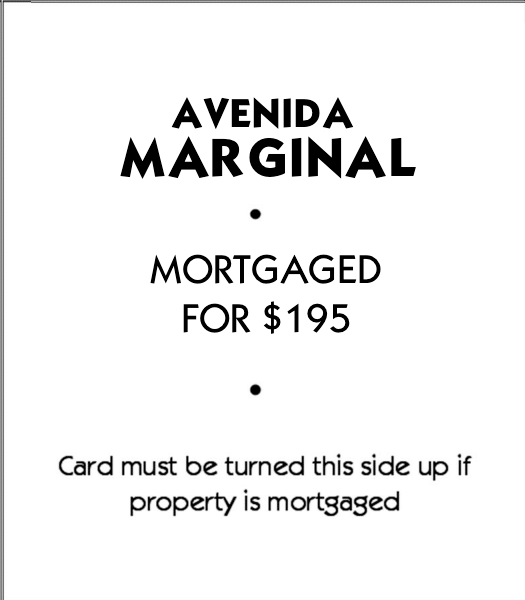 AVENIDA
MARGINAL
•
MORTGAGED
FOR $195
•
Card must be turned this side up if
property is mortgaged